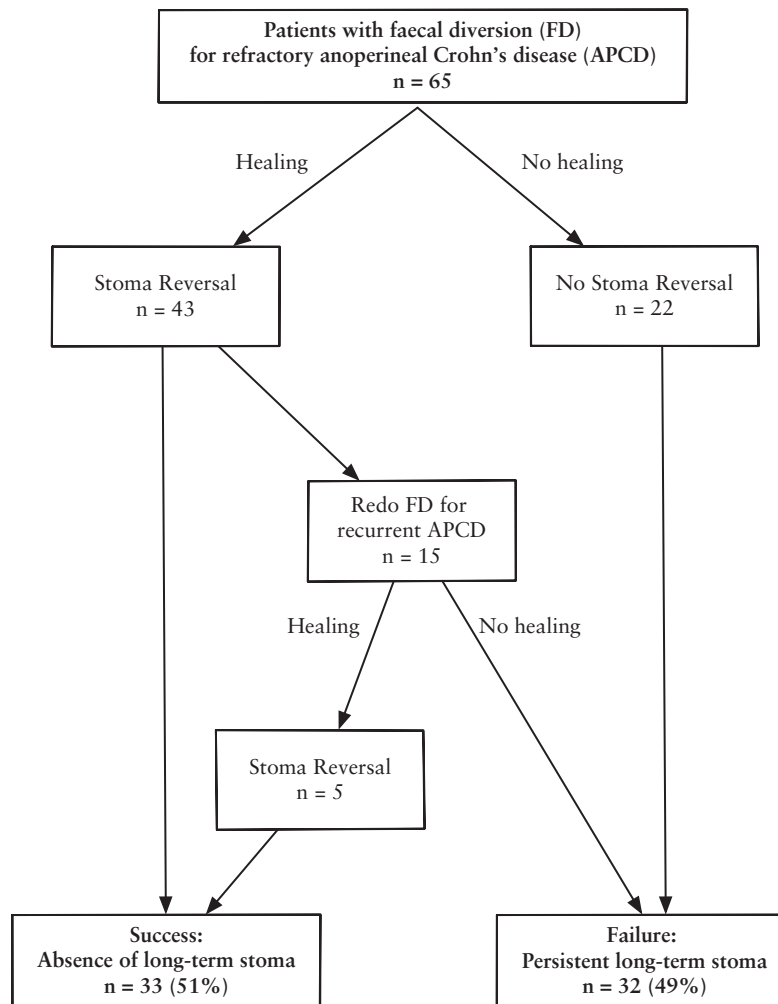 Patients with faecal diversion (FD)
for refractory anoperineal Crohn’s disease (APCD)
n = 65
Healing
No healing
Stoma Reversal
n = 43
No Stoma Reversal
n = 22
Redo FD for
recurrent APCD
n = 15
Healing
No healing
Stoma Reversal
n = 5
Success:
Absence of long-term stoma
n = 33 (51%)
Failure:
Persistent long-term stoma
n = 32 (49%)